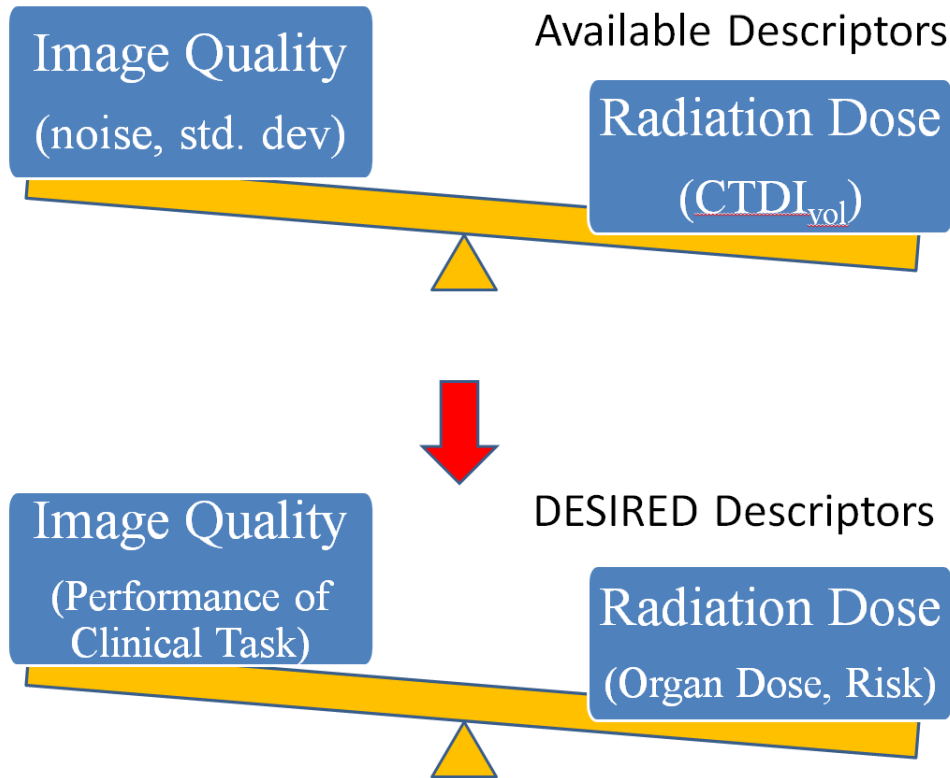 Image Quality
(noise, std. dev)
Available Descriptors
Radiation Dose
(CTDIvol)
Image Quality
(Performance of
Clinical Task)
DESIRED Descriptors
Radiation Dose
(Organ Dose, Risk)